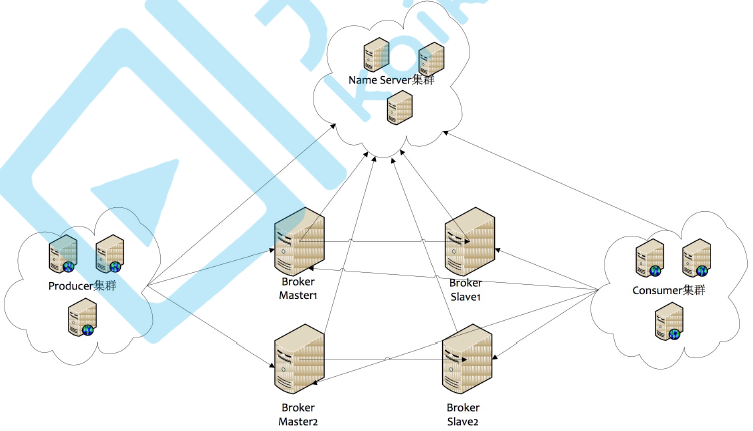 Name Server集群
Producer集群
Broker
Master1
Broker
Slave1
Consumer集群
Broker
Master2
Broker
Slave2